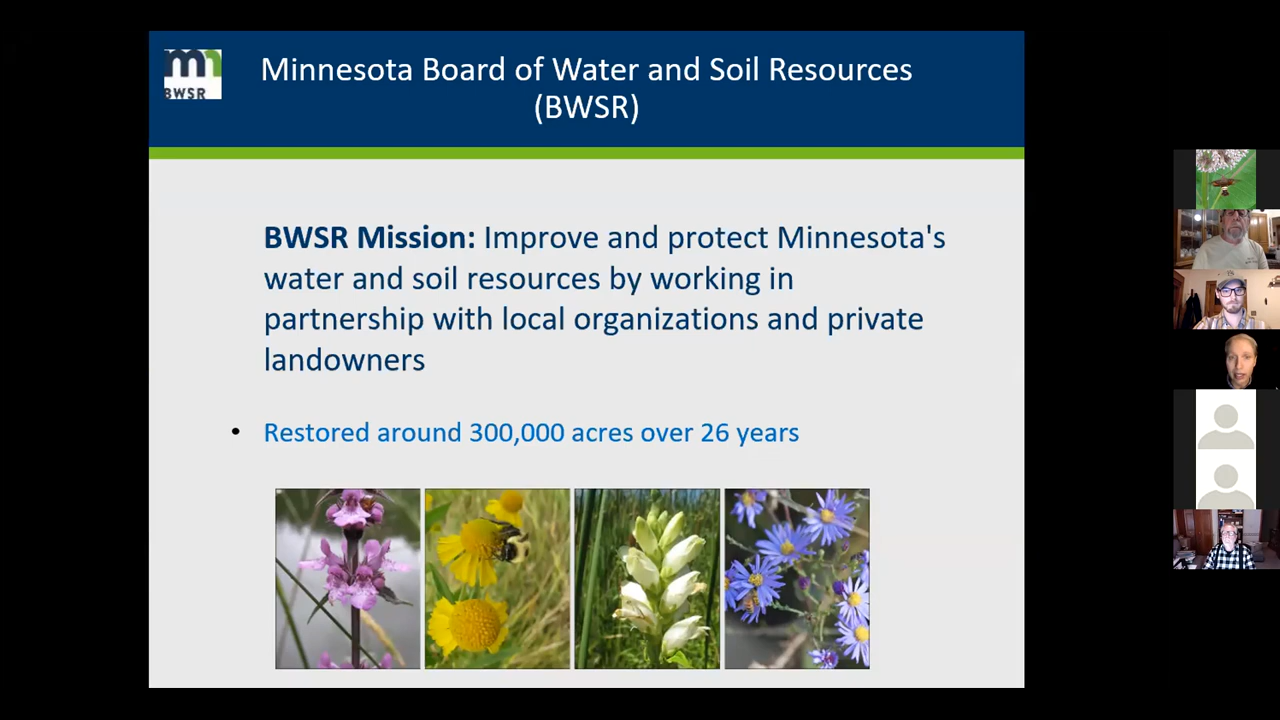 Minnesota Board of Water and Soil Resources
(BWSR)
BWSR
BWSR Mission: Improve and protect Minnesota's
water and soil resources by working in
partnership with local organizations and private
landowners
• Restored around 300,000 acres over 26 years